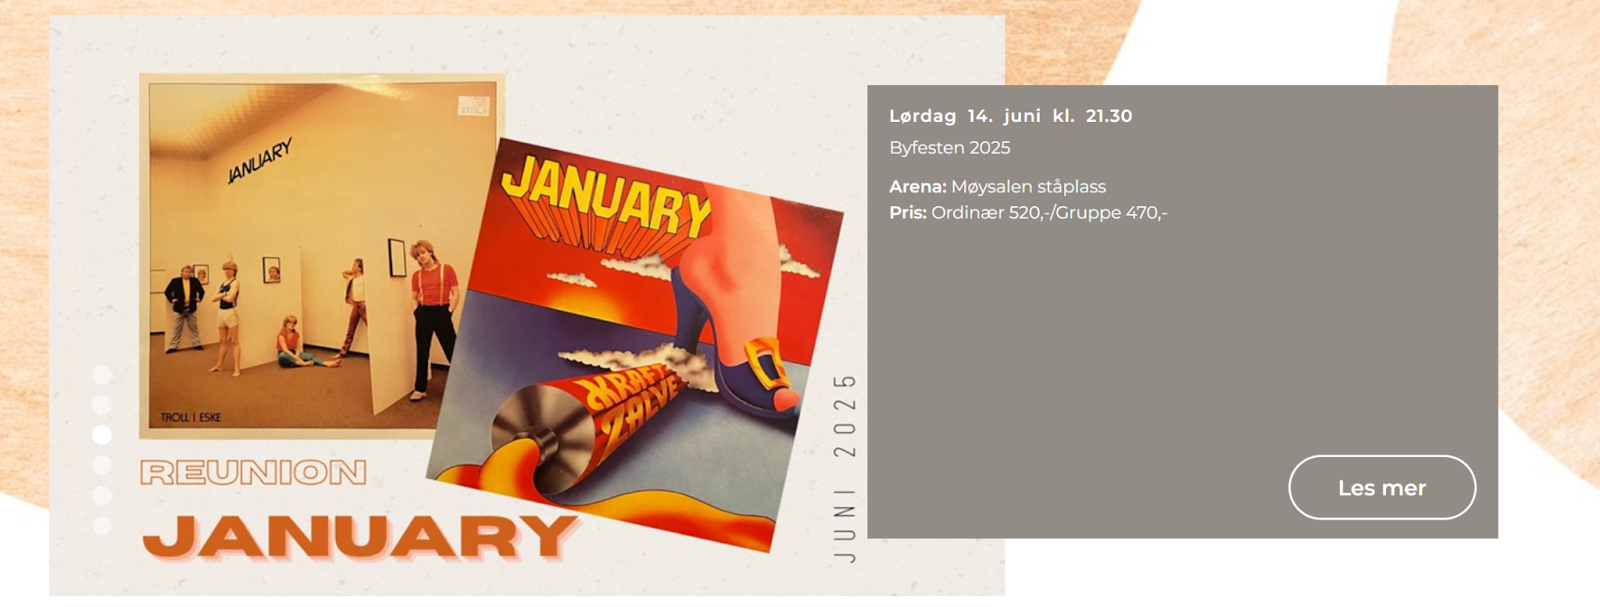 JANUARY
TROLL I ESKE
JANUARY
KRAFT
ZALVE
REUNION
JANUARY
JUNI 2025
Lørdag 14. juni kl. 21.30
Byfesten 2025
Arena: Møysalen ståplass
Pris: Ordinær 520,-/Gruppe 470,-
Les mer